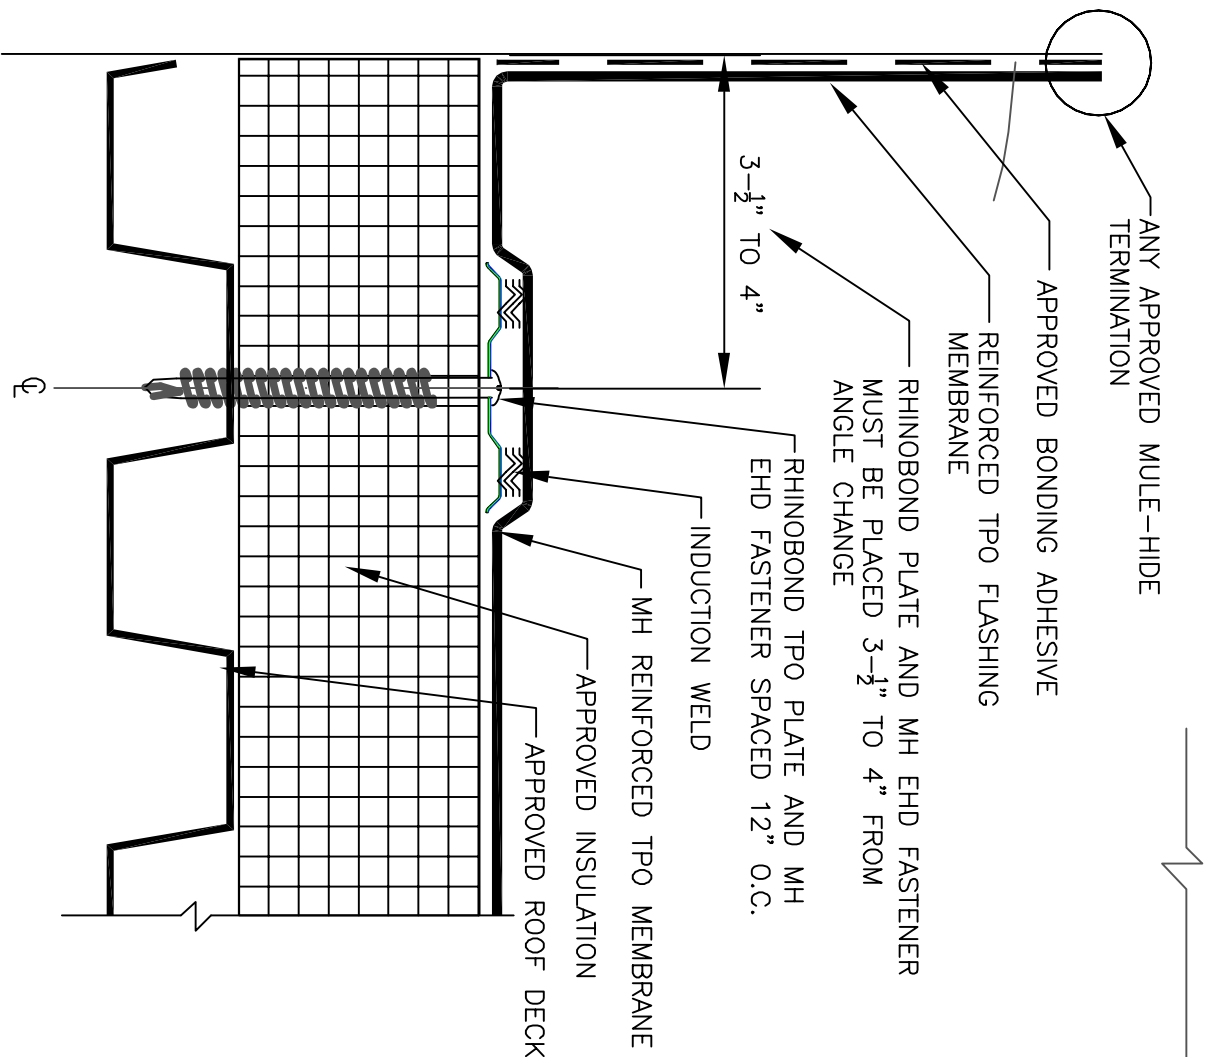 ANY APPROVED MULE-HIDE
TERMINATION
APPROVED BONDING ADHESIVE
REINFORCED TPO FLASHING
MEMBRANE
RHINOBOND PLATE AND MH EHD FASTENER
MUST BE PLACED 3-1/2" TO 4" FROM
ANGLE CHANGE
3-1/2" TO 4"
RHINOBOND TPO PLATE AND MH
EHD FASTENER SPACED 12" O.C.
INDUCTION WELD
MH REINFORCED TPO MEMBRANE
APPROVED INSULATION
APPROVED ROOF DECK
℄